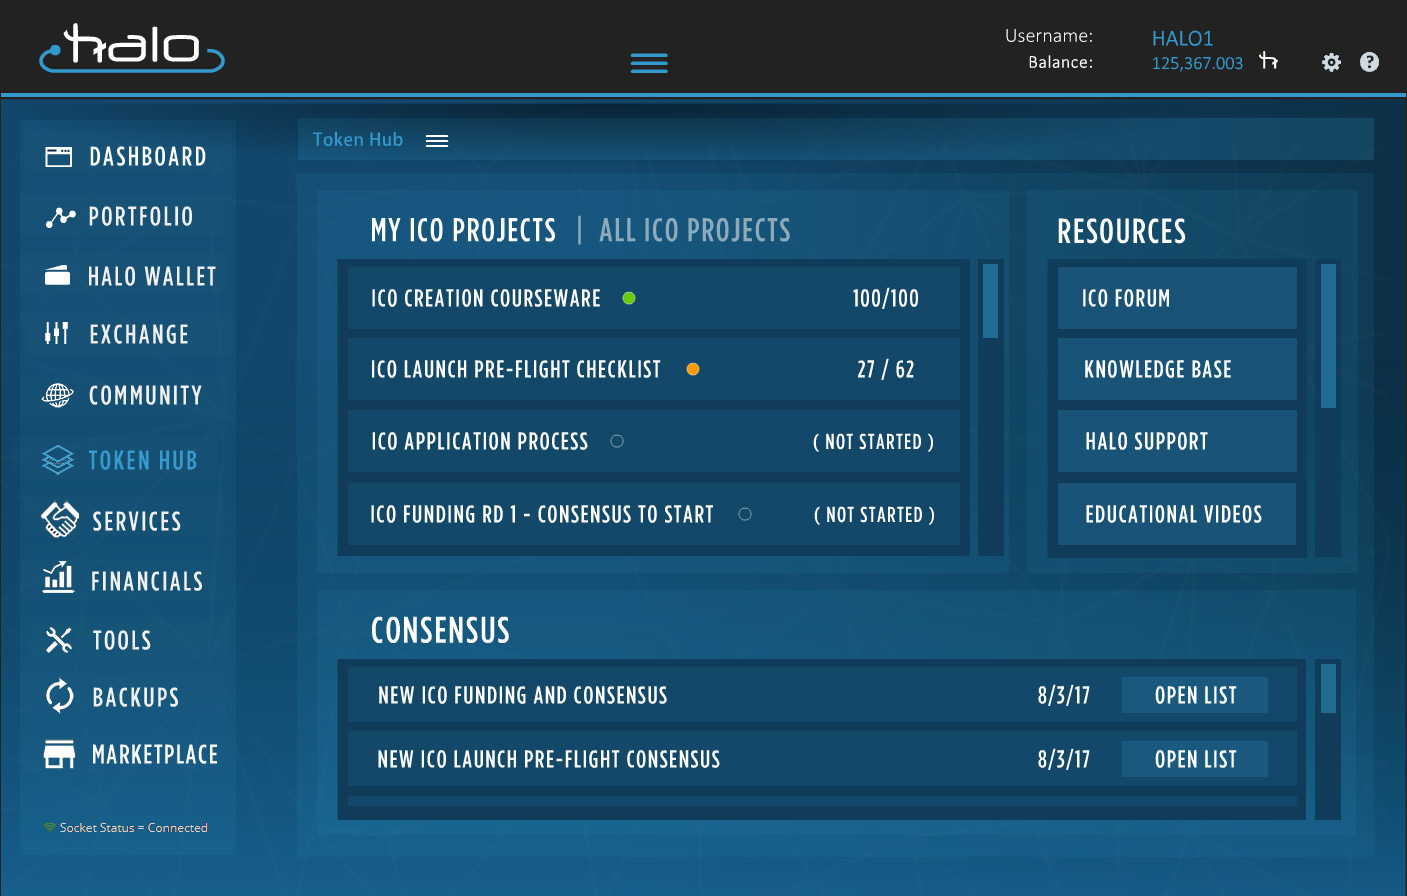 halo
Username: HALO1
Balance: 125,367.003
Token Hub
DASHBOARD
PORTFOLIO
HALO WALLET
EXCHANGE
COMMUNITY
TOKEN HUB
SERVICES
FINANCIALS
TOOLS
BACKUPS
MARKETPLACE
Socket Status = Connected
MY ICO PROJECTS | ALL ICO PROJECTS
ICO CREATION COURSEWARE 100/100
ICO LAUNCH PRE-FLIGHT CHECKLIST 27 / 62
ICO APPLICATION PROCESS ( NOT STARTED )
ICO FUNDING RD 1 - CONSENSUS TO START ( NOT STARTED )
RESOURCES
ICO FORUM
KNOWLEDGE BASE
HALO SUPPORT
EDUCATIONAL VIDEOS
CONSENSUS
NEW ICO FUNDING AND CONSENSUS 8/3/17 OPEN LIST
NEW ICO LAUNCH PRE-FLIGHT CONSENSUS 8/3/17 OPEN LIST